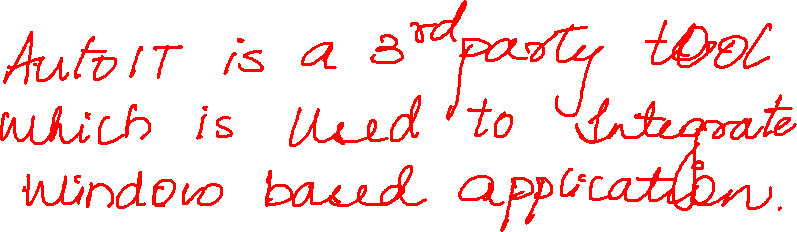 AutoIT is a 3rd party tool
which is used to Integrate
window based application.